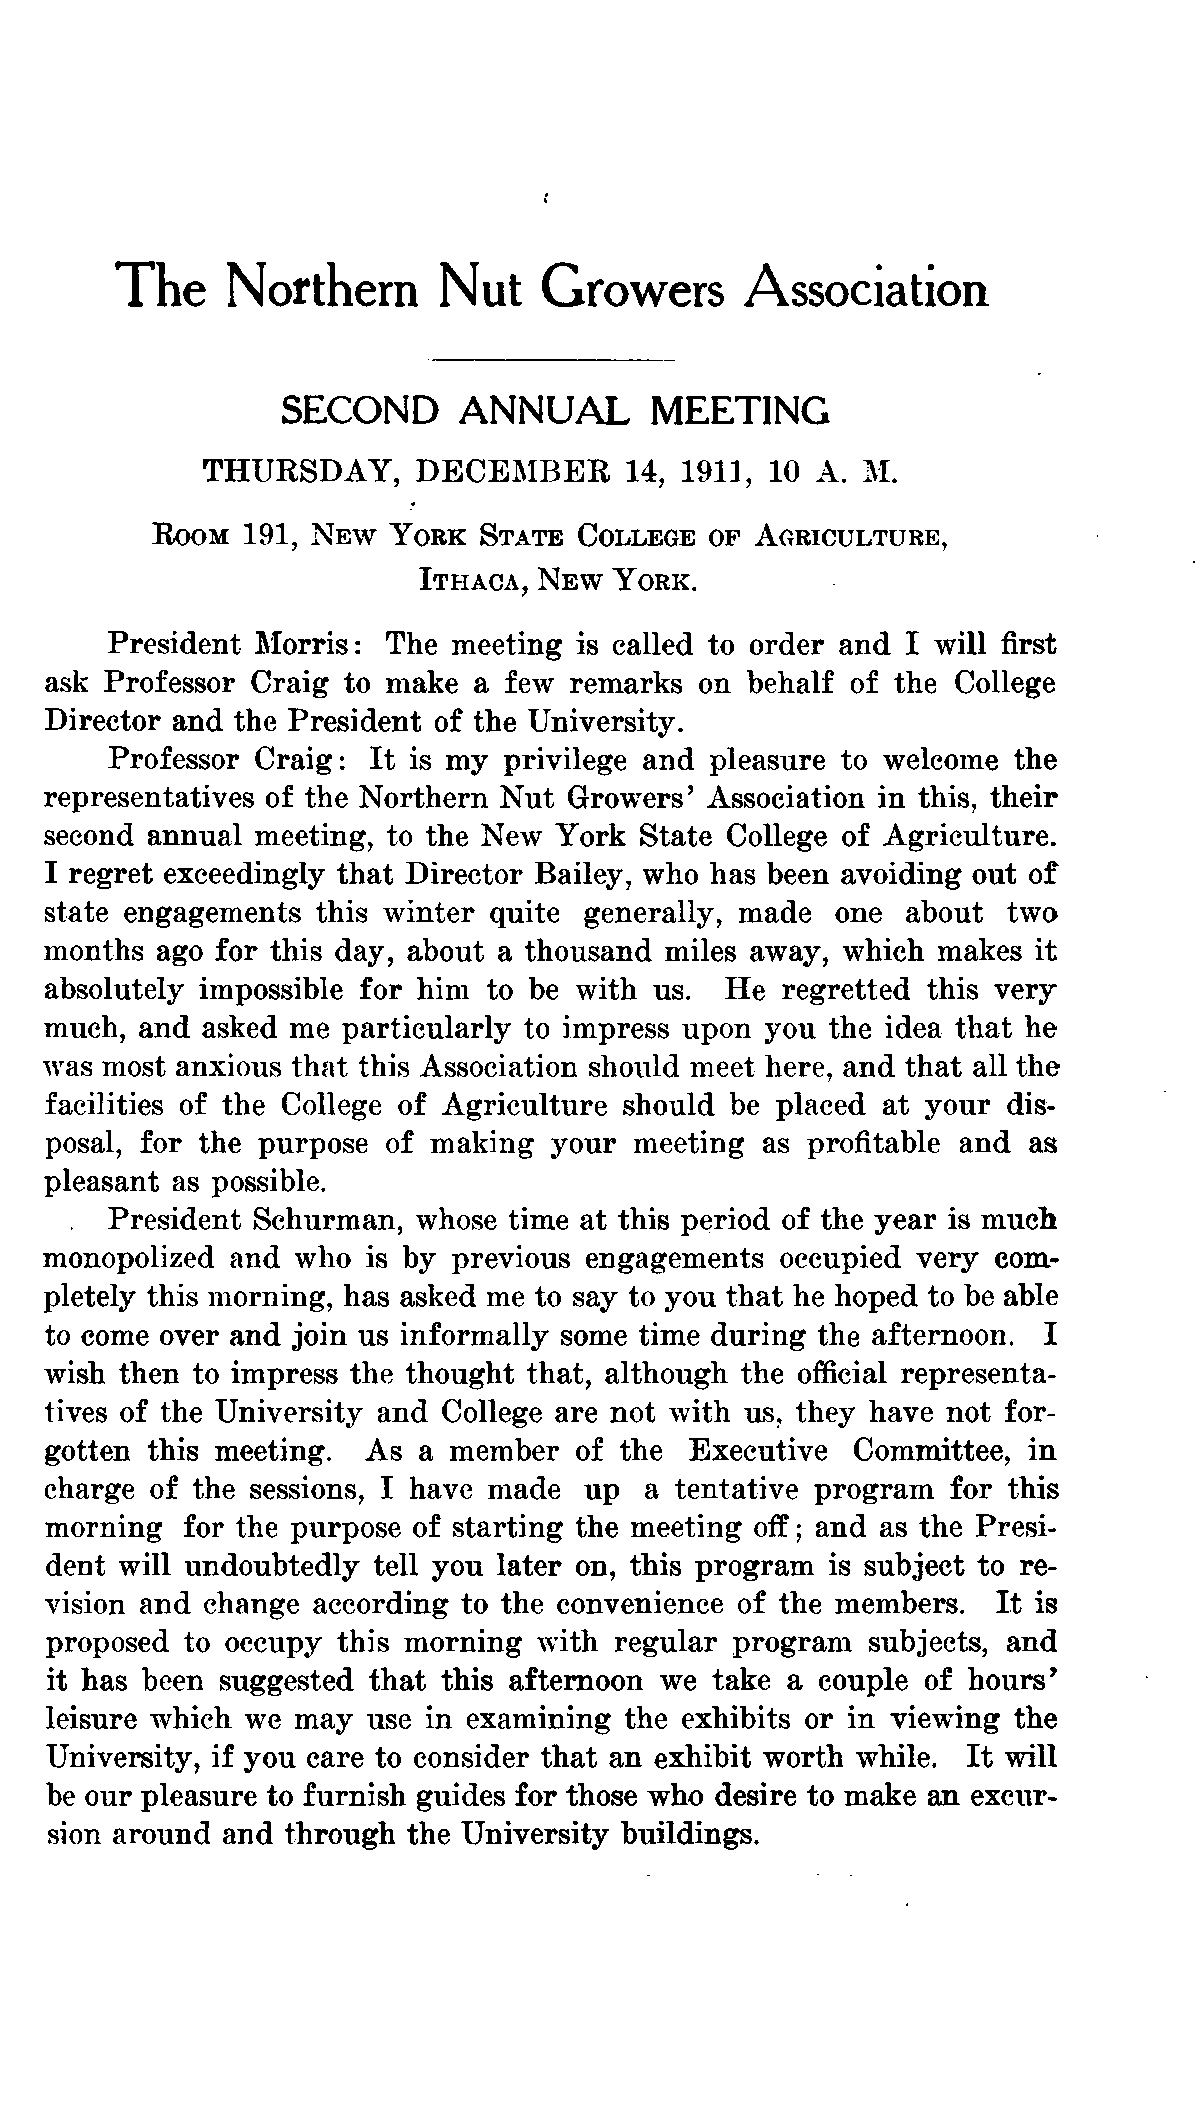 The Northern Nut Growers Association
SECOND ANNUAL MEETING
THURSDAY, DECEMBER 14, 1911, 10 A. M.
ROOM 191, NEW YORK STATE COLLEGE OF AGRICULTURE,
ITHACA, NEW YORK.
President Morris: The meeting is called to order and I will first
ask Professor Craig to make a few remarks on behalf of the College
Director and the President of the University.
Professor Craig: It is my privilege and pleasure to welcome the
representatives of the Northern Nut Growers' Association in this, their
second annual meeting, to the New York State College of Agriculture.
I regret exceedingly that Director Bailey, who has been avoiding out of
state engagements this winter quite generally, made one about two
months ago for this day, about a thousand miles away, which makes it
absolutely impossible for him to be with us. He regretted this very
much, and asked me particularly to impress upon you the idea that he
was most anxious that this Association should meet here, and that all the
facilities of the College of Agriculture should be placed at your dis-
posal, for the purpose of making your meeting as profitable and as
pleasant as possible.
President Schurman, whose time at this period of the year is much
monopolized and who is by previous engagements occupied very com-
pletely this morning, has asked me to say to you that he hoped to be able
to come over and join us informally some time during the afternoon. I
wish then to impress the thought that, although the official representa-
tives of the University and College are not with us, they have not for-
gotten this meeting. As a member of the Executive Committee, in
charge of the sessions, I have made up a tentative program for this
morning for the purpose of starting the meeting off; and as the Presi-
dent will undoubtedly tell you later on, this program is subject to re-
vision and change according to the convenience of the members. It is
proposed to occupy this morning with regular program subjects, and
it has been suggested that this afternoon we take a couple of hours'
leisure which we may use in examining the exhibits or in viewing the
University, if you care to consider that an exhibit worth while. It will
be our pleasure to furnish guides for those who desire to make an excur-
sion around and through the University buildings.